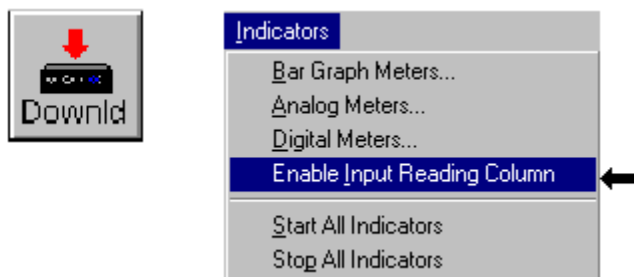 Downld
Indicators
Bar Graph Meters...
Analog Meters...
Digital Meters...
Enable Input Reading Column
Start All Indicators
Stop All Indicators